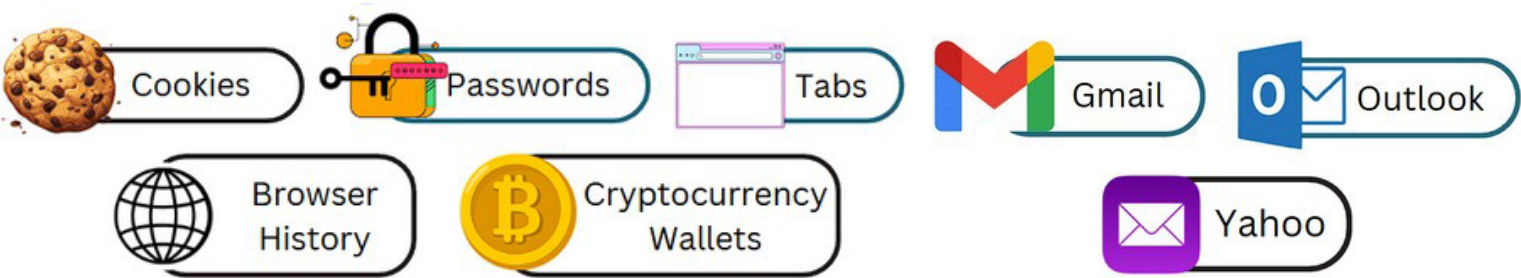 Cookies
Passwords
Tabs
Gmail
Outlook
Browser
History
Cryptocurrency
Wallets
Yahoo